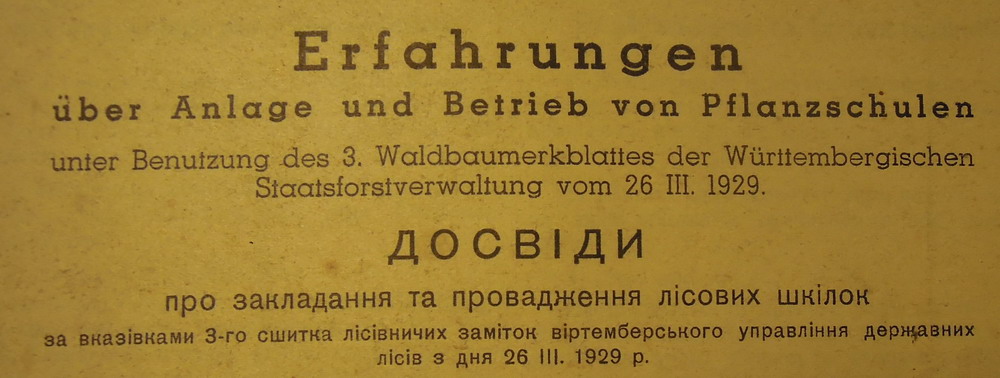 Erfahrungen
über Anlage und Betrieb von Pflanzschulen
unter Benutzung des 3. Waldbaumerkblattes der Württembergischen
Staatsforstverwaltung vom 26 III. 1929.
ДОСВІДИ
про закладання та провадження лісових шкілок
за вказівками 3-го сшитка лісівничих заміток віртемберського управління державних
лісів з дня 26 III. 1929 р.